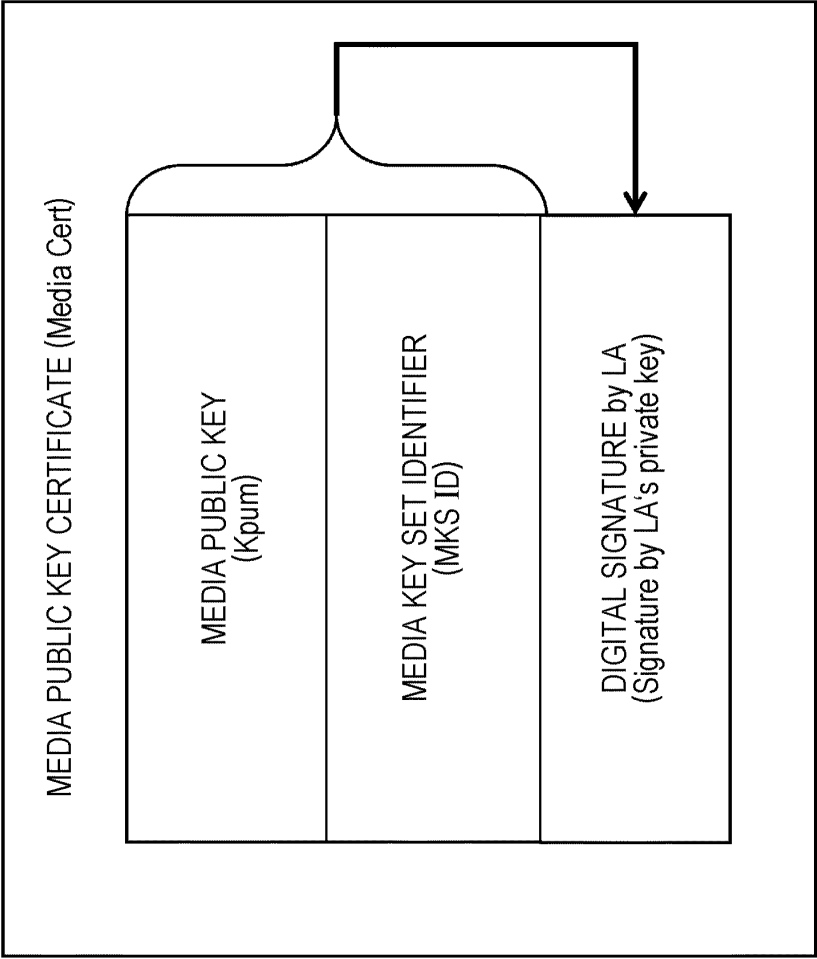 MEDIA PUBLIC KEY CERTIFICATE (Media Cert)
MEDIA PUBLIC KEY
(Kpum)
MEDIA KEY SET IDENTIFIER
(MKS ID)
DIGITAL SIGNATURE by LA
(Signature by LA‘s private key)